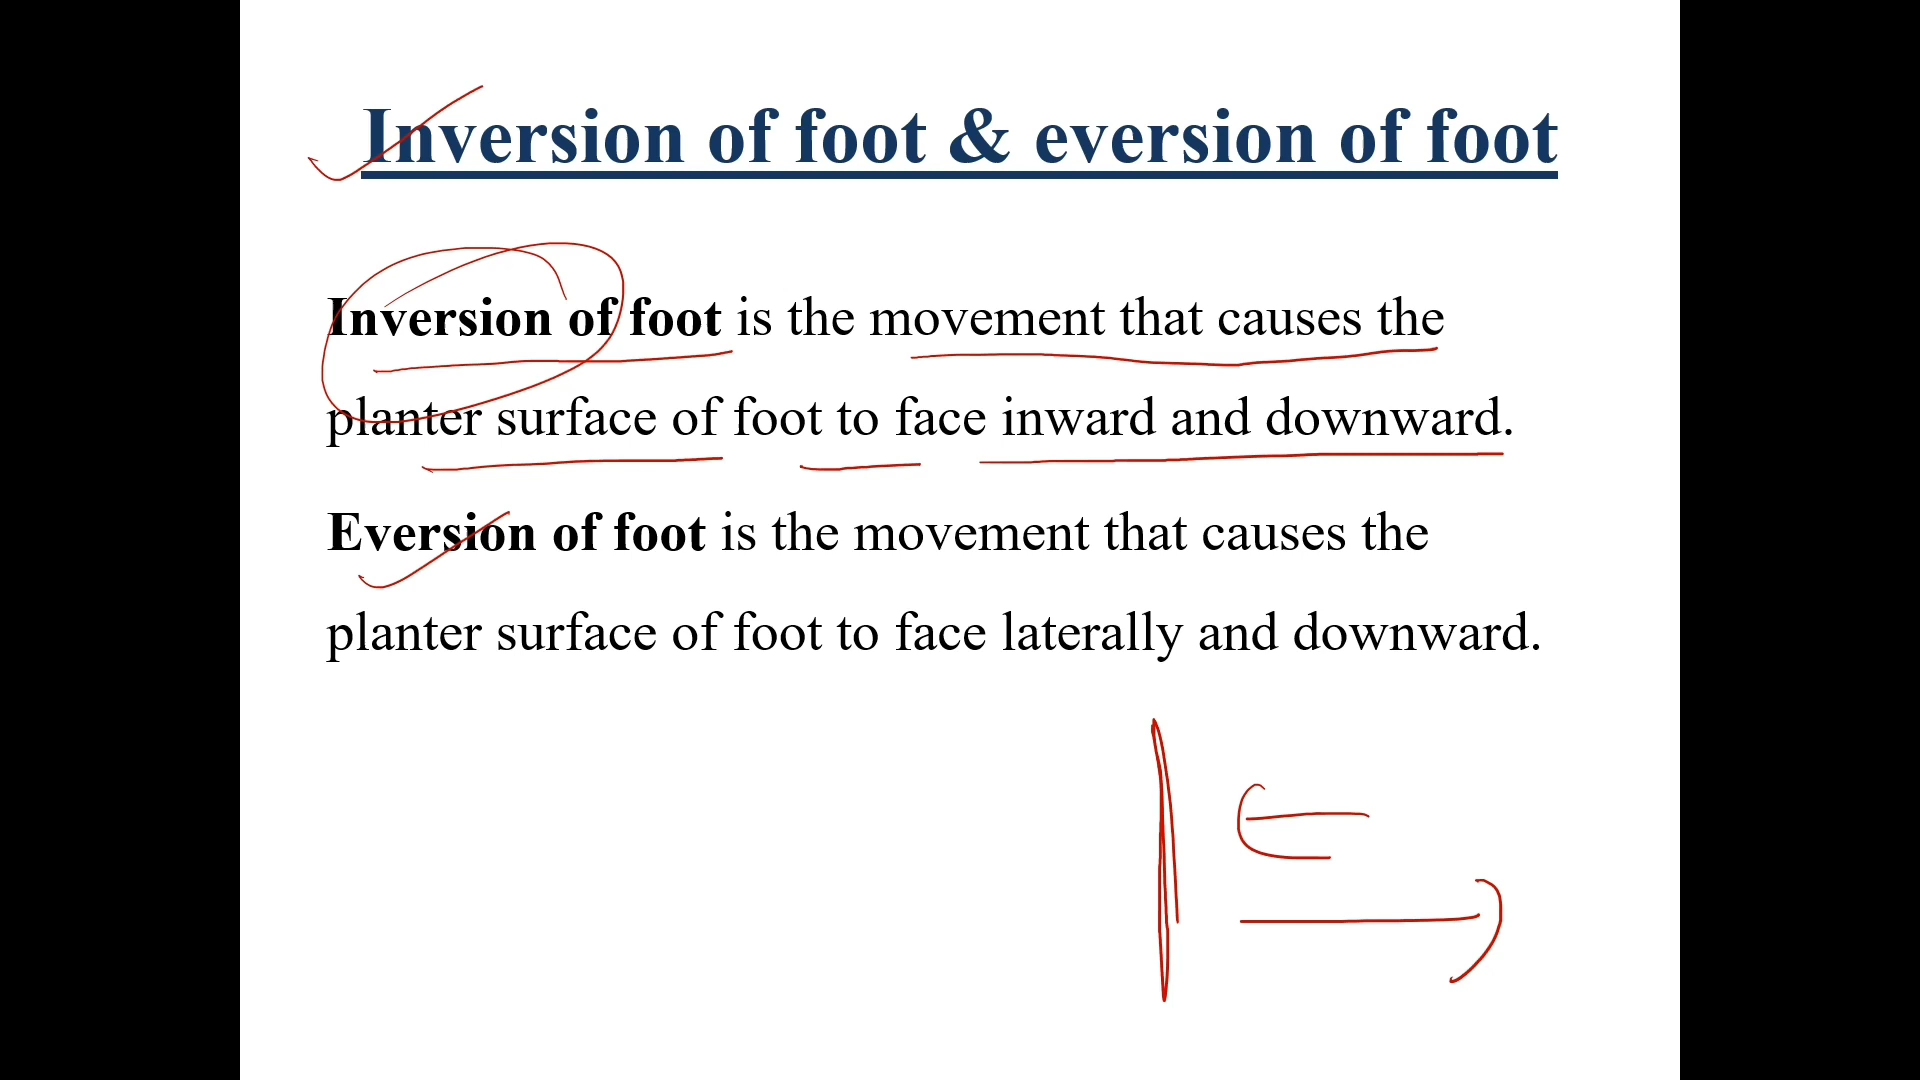 Inversion of foot & eversion of foot
Inversion of foot is the movement that causes the
planter surface of foot to face inward and downward.
Eversion of foot is the movement that causes the
planter surface of foot to face laterally and downward.